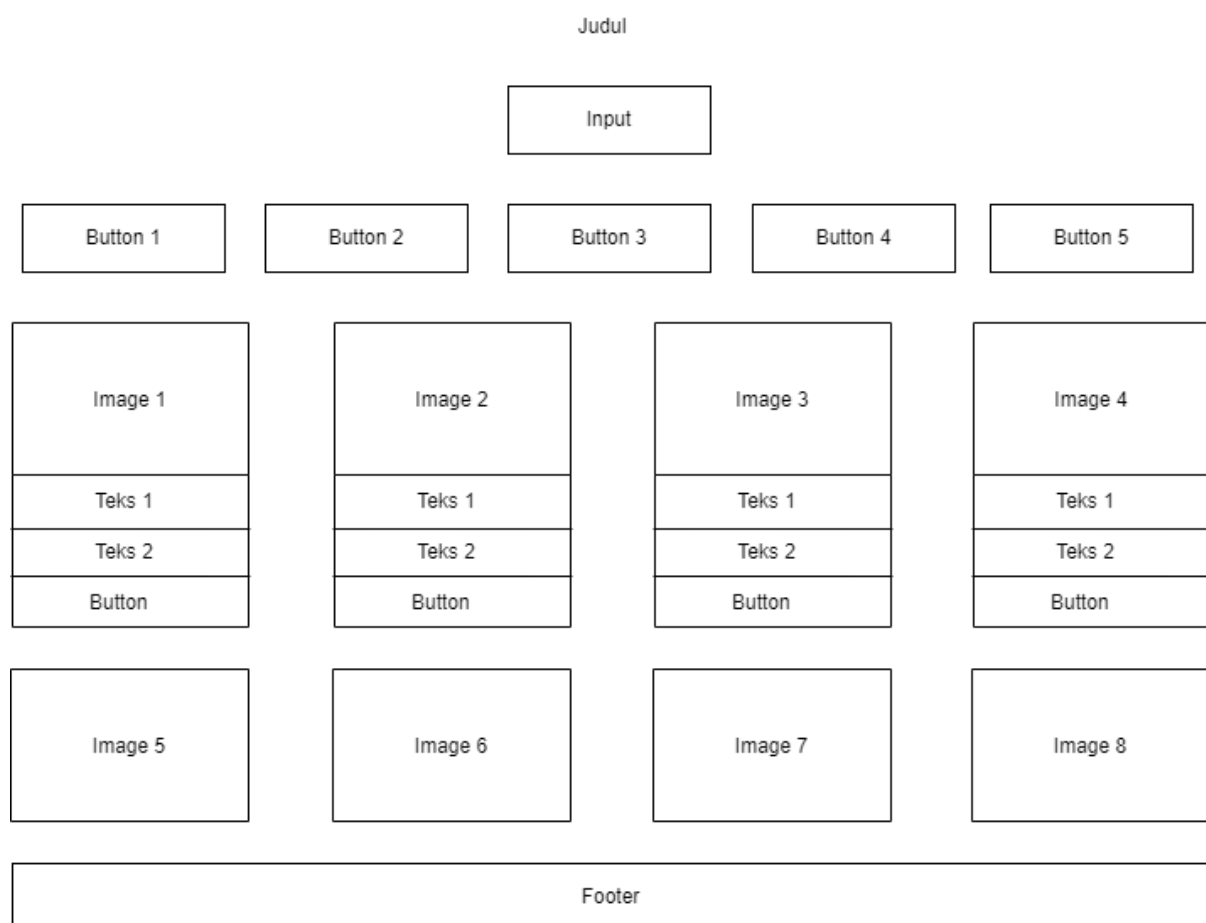 Judul
Input
Button 1
Button 2
Button 3
Button 4
Button 5
Image 1
Image 2
Image 3
Image 4
Teks 1
Teks 1
Teks 1
Teks 1
Teks 2
Teks 2
Teks 2
Teks 2
Button
Button
Button
Button
Image 5
Image 6
Image 7
Image 8
Footer